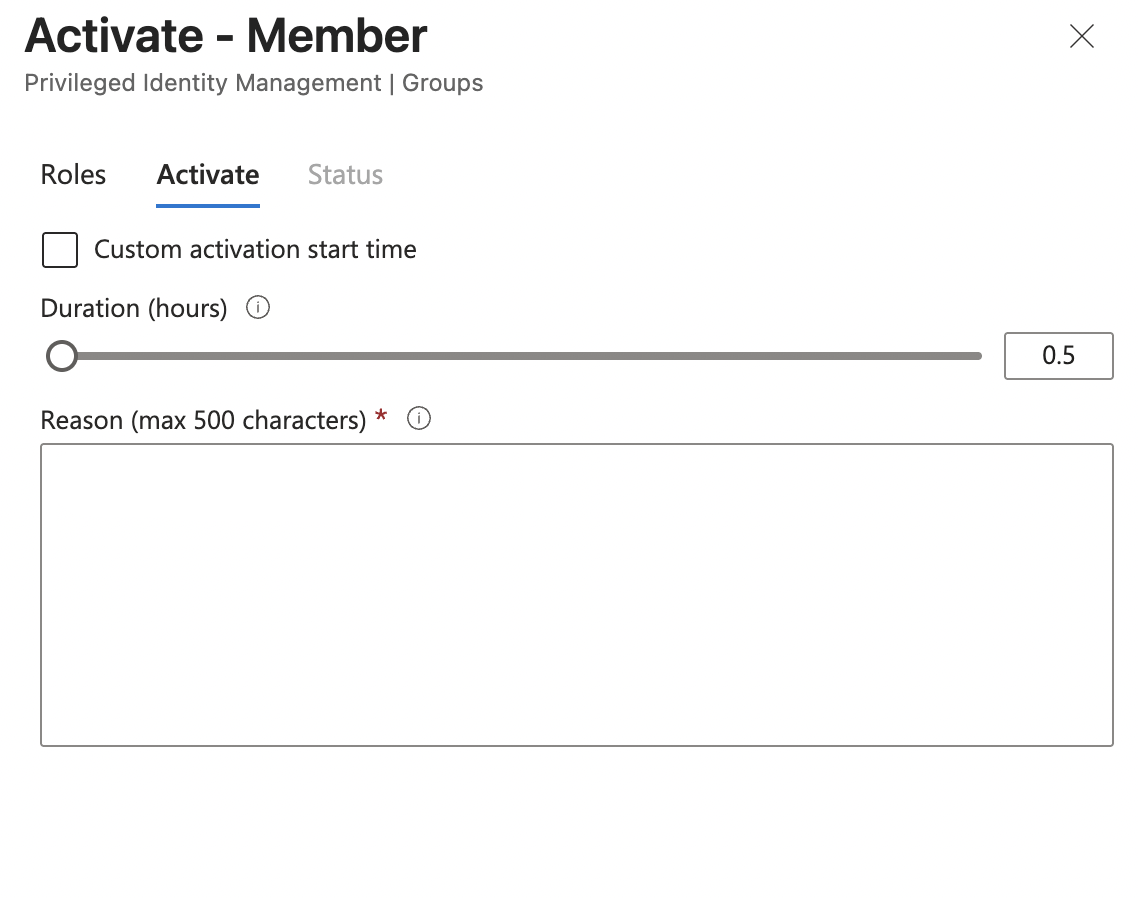 Activate - Member
Privileged Identity Management | Groups
Roles Activate Status
Custom activation start time
Duration (hours)
0.5
Reason (max 500 characters) *